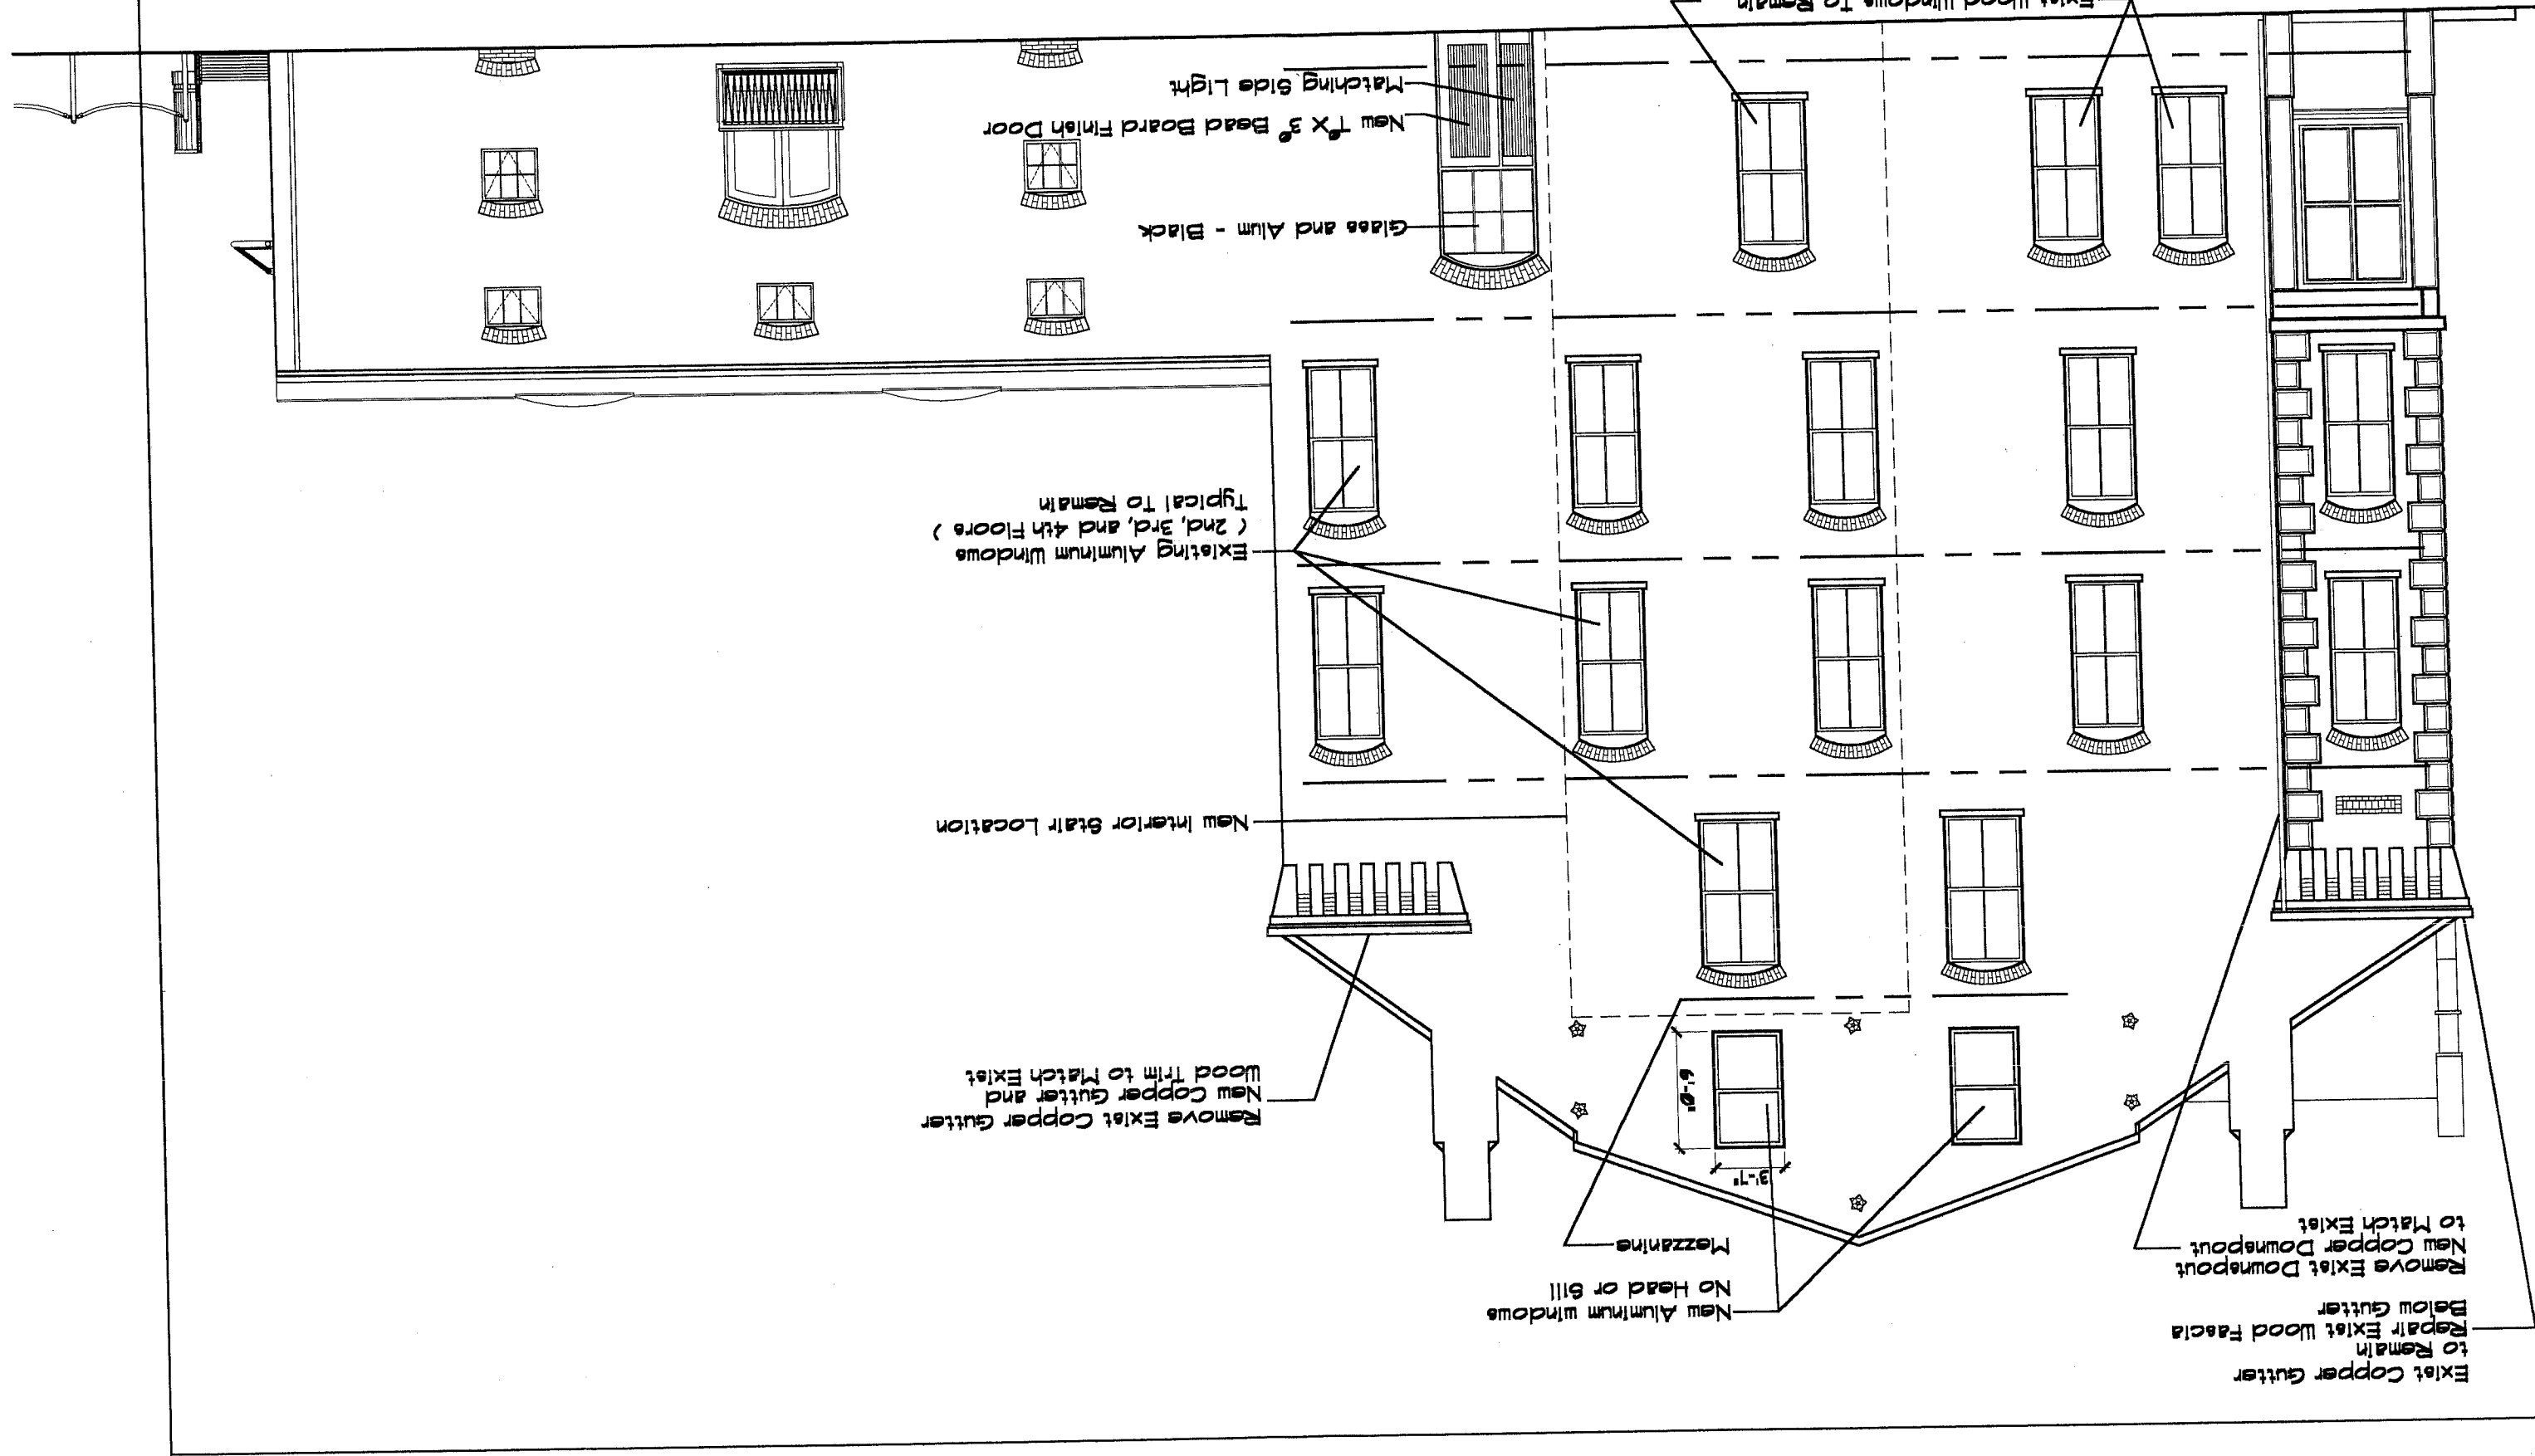 Exist Copper Gutter
to Remain
Repair Exist Wood Fascia
Below Gutter
Remove Exist Downspout
New Copper Downspout
to Match Exist
New Aluminum windows
No Head or Sill
Mezzanine
3'-7"
6'-0"
Remove Exist Copper Gutter
New Copper Gutter and
Wood Trim to Match Exist
New Interior Stair Location
Existing Aluminum Windows
( 2nd, 3rd, and 4th Floors )
Typical To Remain
Glass and Alum - Black
New 7⁰X 3⁰ Bead Board Finish Door
Matching Side Light
Exist Wood Windows To Remain